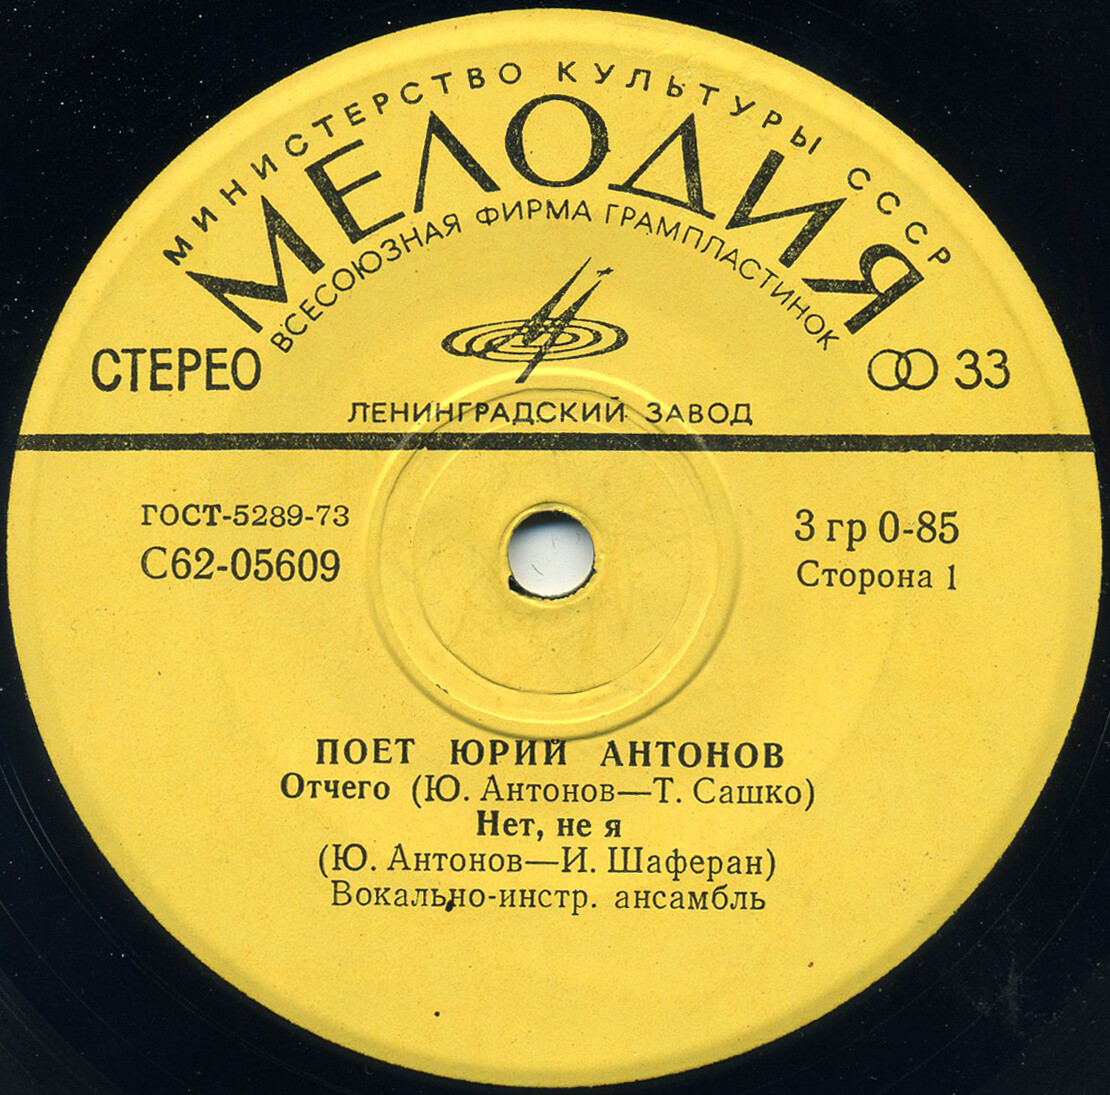 МИНИСТЕРСТВО КУЛЬТУРЫ СССР
МЕЛОДИЯ
ВСЕСОЮЗНАЯ ФИРМА ГРАМПЛАСТИНОК
СТЕРЕО
33
ЛЕНИНГРАДСКИЙ ЗАВОД
ГОСТ-5289-73
С62-05609
3 гр 0-85
Сторона 1
ПОЕТ ЮРИЙ АНТОНОВ
Отчего (Ю. Антонов—Т. Сашко)
Нет, не я
(Ю. Антонов—И. Шаферан)
Вокально-инстр. ансамбль